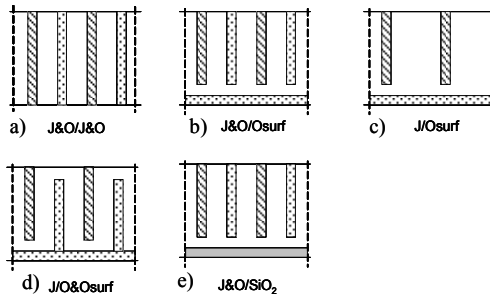 a) J&O/J&O
b) J&O/Osurf
c) J/Osurf
d) J/O&Osurf
e) J&O/SiO₂